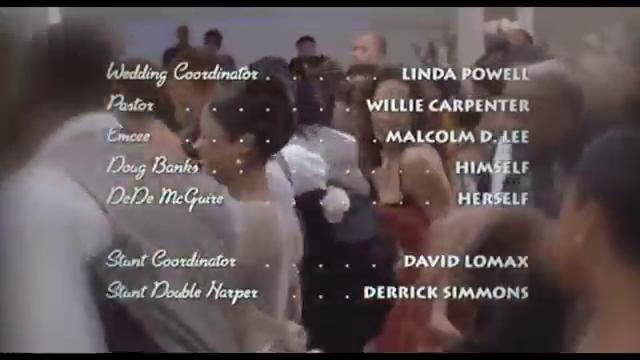 Wedding Coordinator . . . . . LINDA POWELL
Pastor . . . . . . . . WILLIE CARPENTER
Emcee . . . . . . . . MALCOLM D. LEE
Doug Banks . . . . . . . . . HIMSELF
DeDe McGuire . . . . . . HERSELF
Stunt Coordinator . . . . . DAVID LOMAX
Stunt Double Harper . . . DERRICK SIMMONS